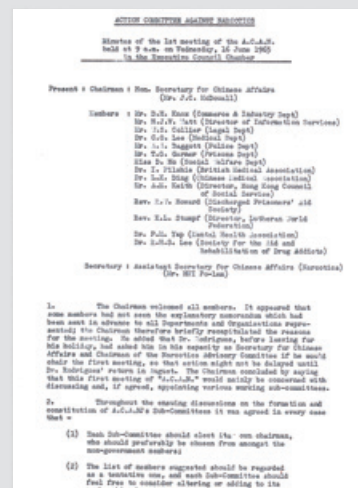 ACTION COMMITTEE AGAINST NARCOTICS
Minutes of the 1st meeting of the A.C.A.N.
held at 9 a.m. on Wednesday, 16 June 1965
in the Executive Council Chamber
Present : Chairman : Hon. Secretary for Chinese Affairs
(Mr. J.C. McDouall)
Members : Mr. D.R. Knox (Commerce & Industry Dept)
Mr. N.J.V. Watt (Director of Information Services)
Mr. Collier (Legal Dept)
Dr. Lee (Medical Dept)
Mr. Taggart (Police Dept)
Mr. T.G. Garner (Prisons Dept)
Miss D. Ho (Social Welfare Dept)
Dr. (British Medical Association)
Dr. Ding (Chinese Medical Association)
Mr. Keith (Director, Hong Kong Council
of Social Service)
Rev. Howard (Discharged Prisoners' Aid
Society)
Rev. K.L. Stumpf (Director, Lutheran World
Federation)
Dr. P.M. Yap (Mental Health Association)
Dr. Lee (Society for the Aid and
Rehabilitation of Drug Addicts)
Secretary : Assistant Secretary for Chinese Affairs (Narcotics)
(Mr. HUI)
1. The Chairman welcomed all members. It appeared that
some members had not seen the explanatory memorandum which had
been sent in advance to all Departments and Organisations repre-
sented; the Chairman therefore briefly recapitulated the reasons
for the meeting. He added that Dr. Rodrigues, before leaving for
his holiday, had asked him in his capacity as Secretary for Chinese
Affairs and Chairman of the Narcotics Advisory Committee if he would
chair the first meeting, so that action might not be delayed until
Dr. Rodrigues' return in August. The Chairman concluded by saying
that this first meeting of "A.C.A.N." would mainly be concerned with
discussing and, if agreed, appointing various working sub-committees.
2. Throughout the ensuing discussions on the formation and
constitution of A.C.A.N's Sub-Committees it was agreed in every case
that -
(1) Each Sub-Committee should elect its own chairman,
who should preferably be chosen from amongst the
non-government members;
(2) The list of members suggested should be regarded
as a tentative one, and each Sub-Committee should
feel free to consider altering or adding to its